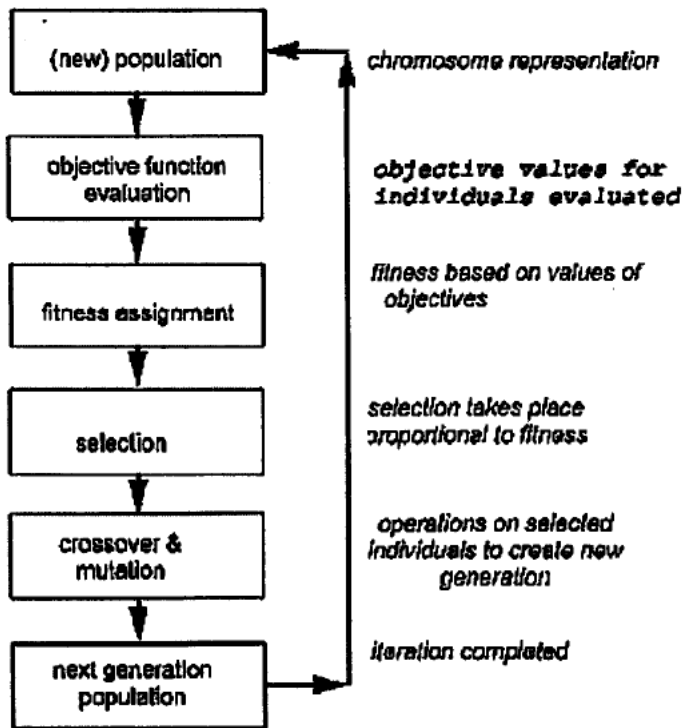 (new) population
chromosome representation
objective function
evaluation
objective values for
individuals evaluated
fitness assignment
fitness based on values of
objectives
selection
selection takes place
proportional to fitness
crossover &
mutation
operations on selected
individuals to create new
generation
next generation
population
iteration completed